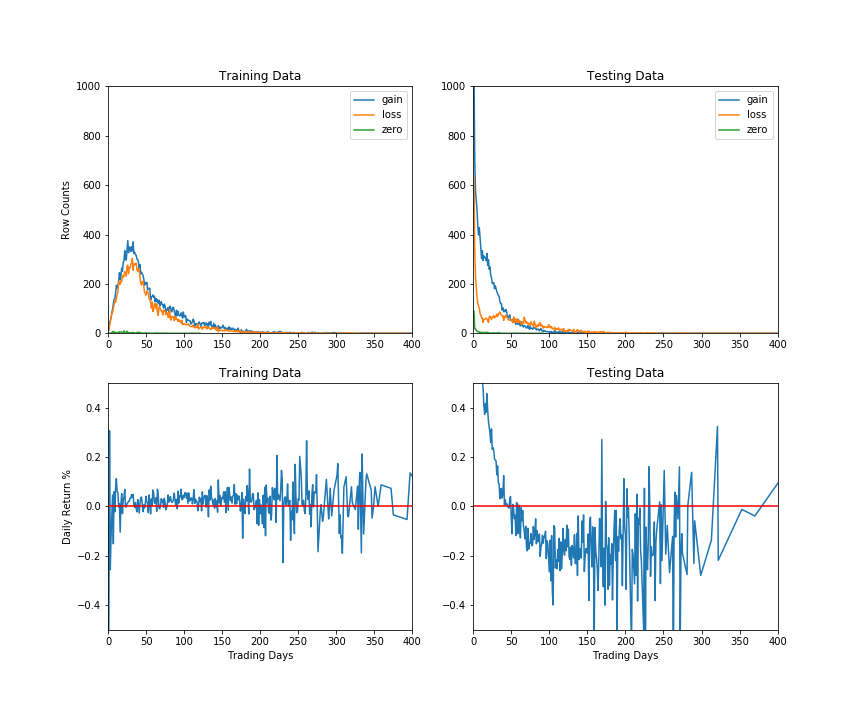 Training Data
1000
800
600
400
200
0
Row Counts
gain
loss
zero
0 50 100 150 200 250 300 350 400
Testing Data
1000
800
600
400
200
0
gain
loss
zero
0 50 100 150 200 250 300 350 400
Training Data
0.4
0.2
0.0
−0.2
−0.4
Daily Return %
0 50 100 150 200 250 300 350 400
Trading Days
Testing Data
0.4
0.2
0.0
−0.2
−0.4
0 50 100 150 200 250 300 350 400
Trading Days